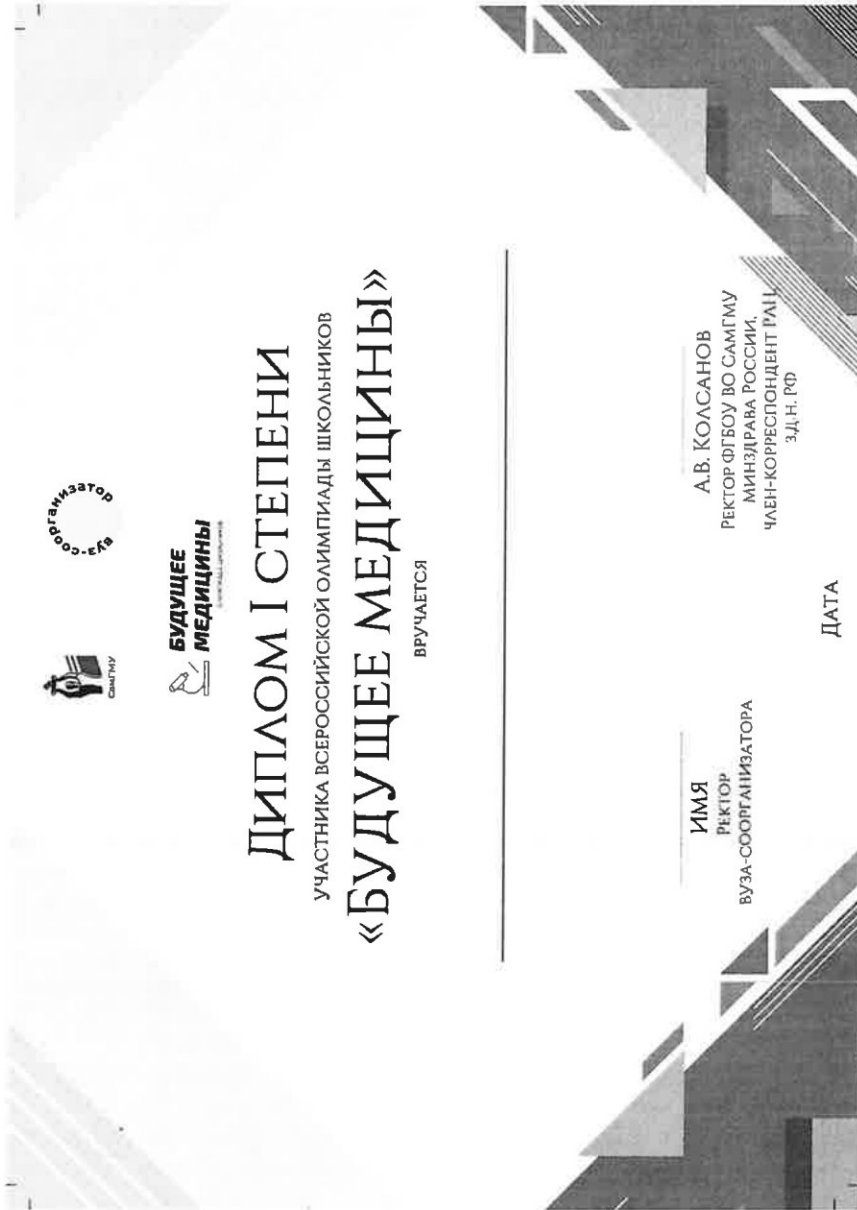 СамГМУ
вуз-соорганизатор
БУДУЩЕЕ
МЕДИЦИНЫ
ДИПЛОМ I СТЕПЕНИ
УЧАСТНИКА ВСЕРОССИЙСКОЙ ОЛИМПИАДЫ ШКОЛЬНИКОВ
«БУДУЩЕЕ МЕДИЦИНЫ»
ВРУЧАЕТСЯ
ИМЯ
РЕКТОР
ВУЗА-СООРГАНИЗАТОРА
А.В. КОЛСАНОВ
РЕКТОР ФГБОУ ВО САМГМУ
МИНЗДРАВА РОССИИ,
ЧЛЕН-КОРРЕСПОНДЕНТ РАН,
З.Д.Н. РФ
ДАТА